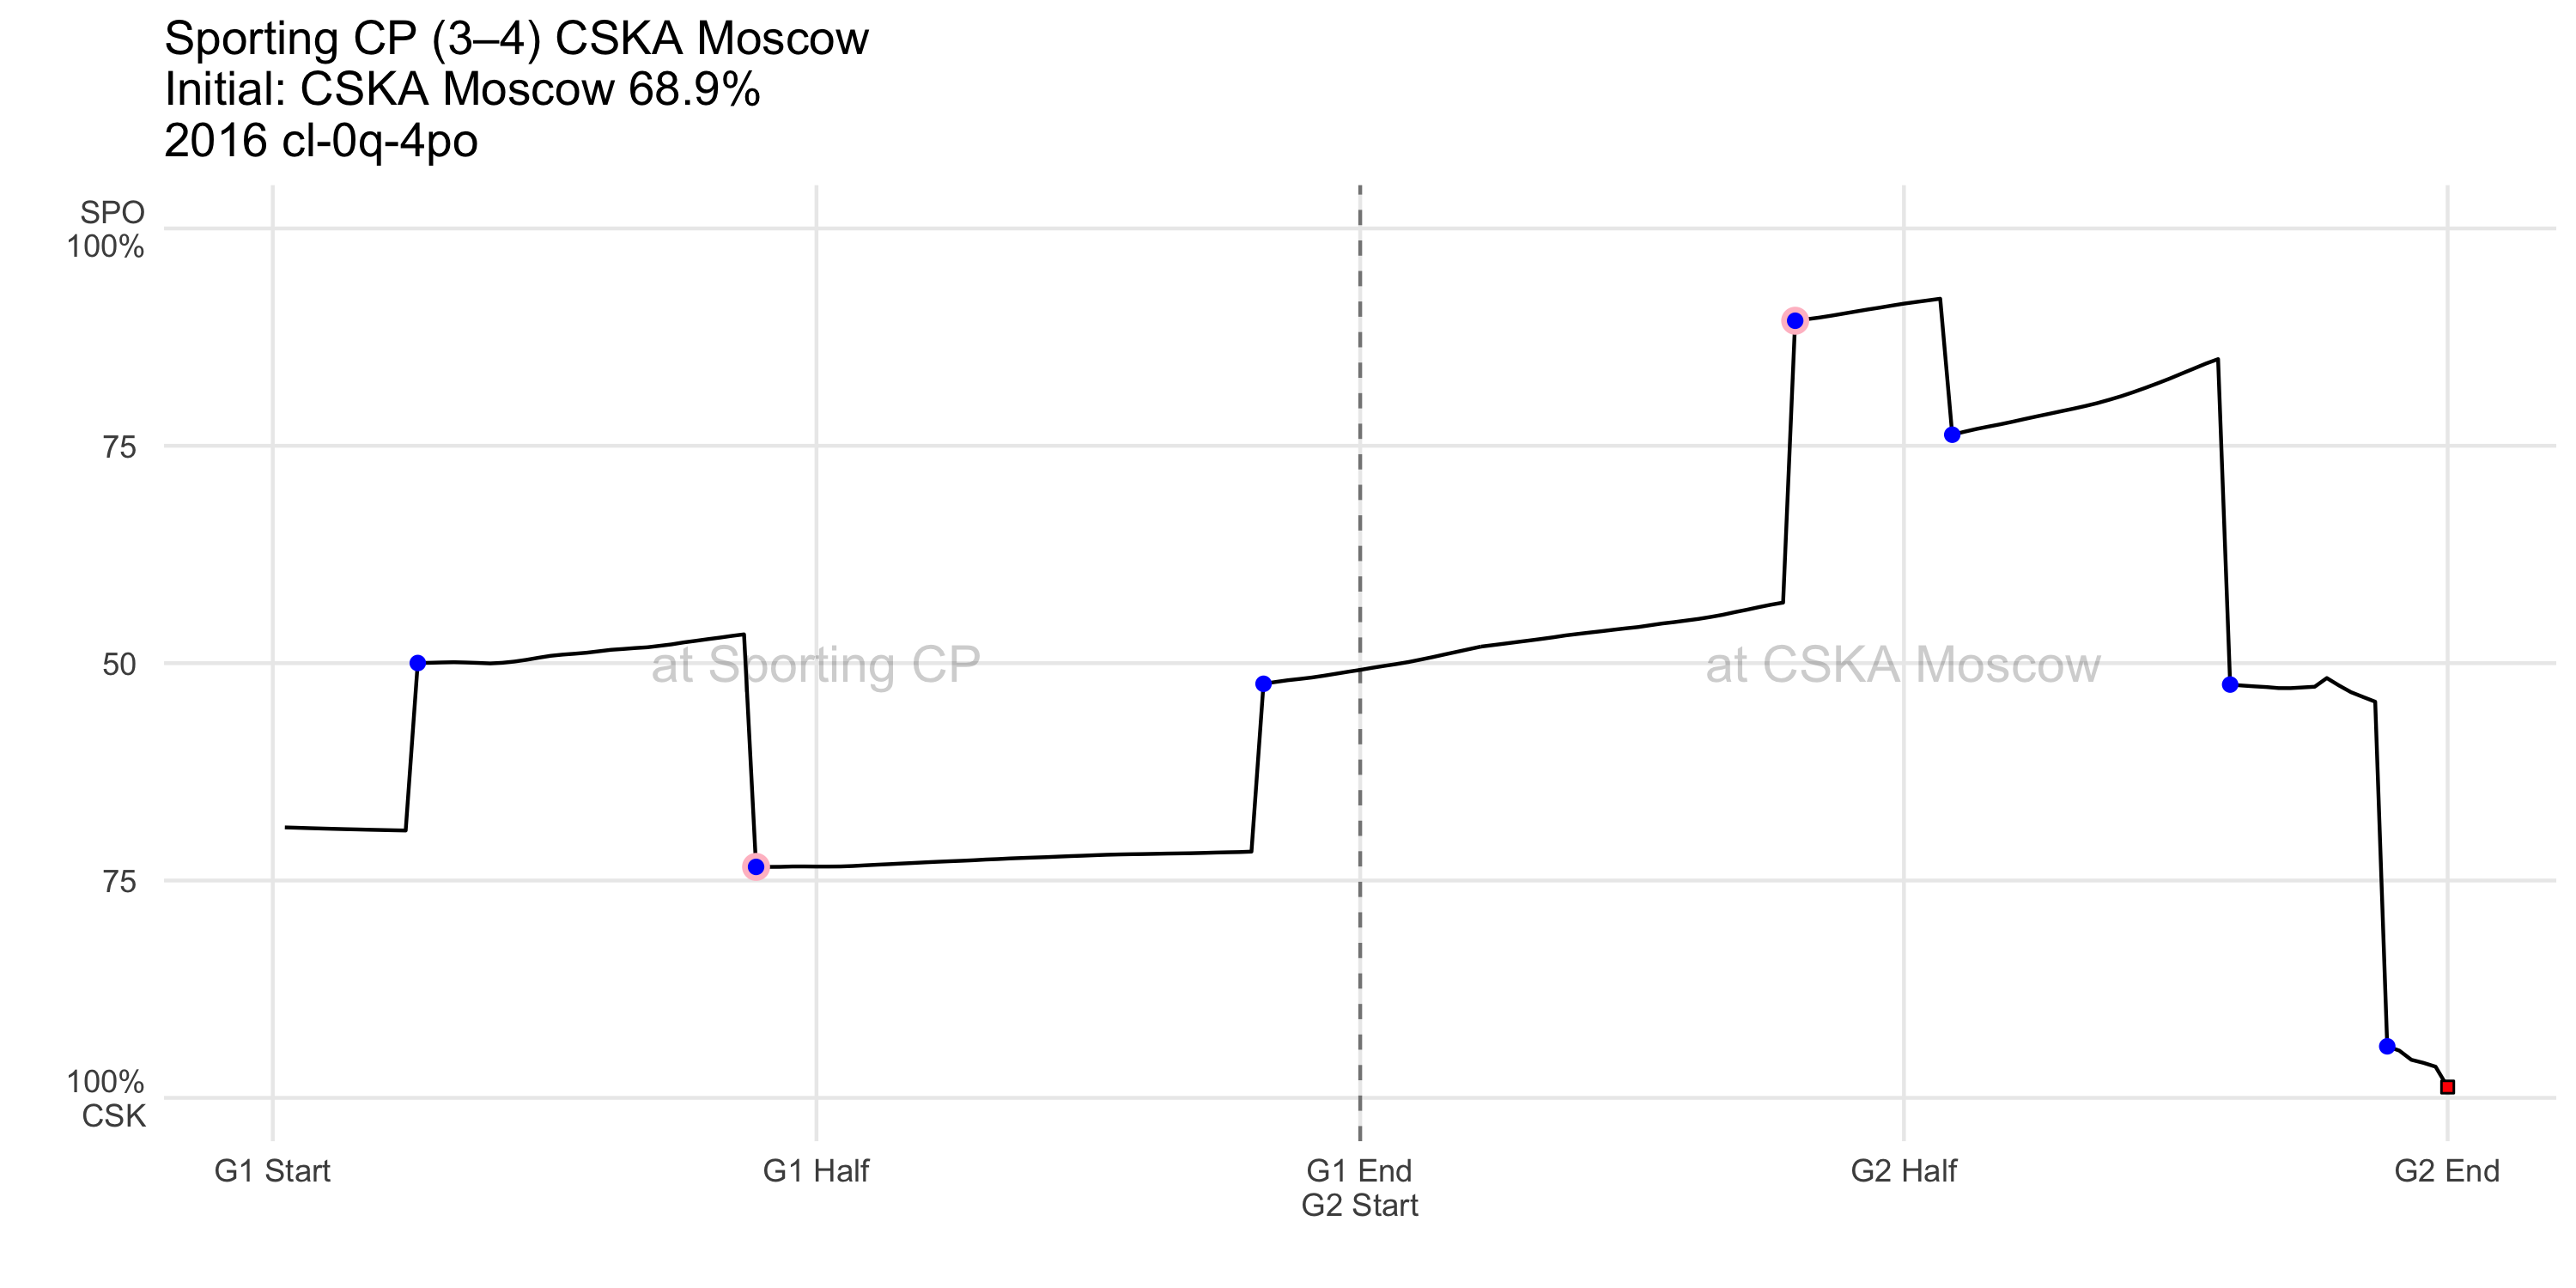 Sporting CP (3–4) CSKA Moscow
Initial: CSKA Moscow 68.9%
2016 cl-0q-4po
SPO
100%
75
50
75
100%
CSK
at Sporting CP
at CSKA Moscow
G1 Start
G1 Half
G1 End
G2 Start
G2 Half
G2 End